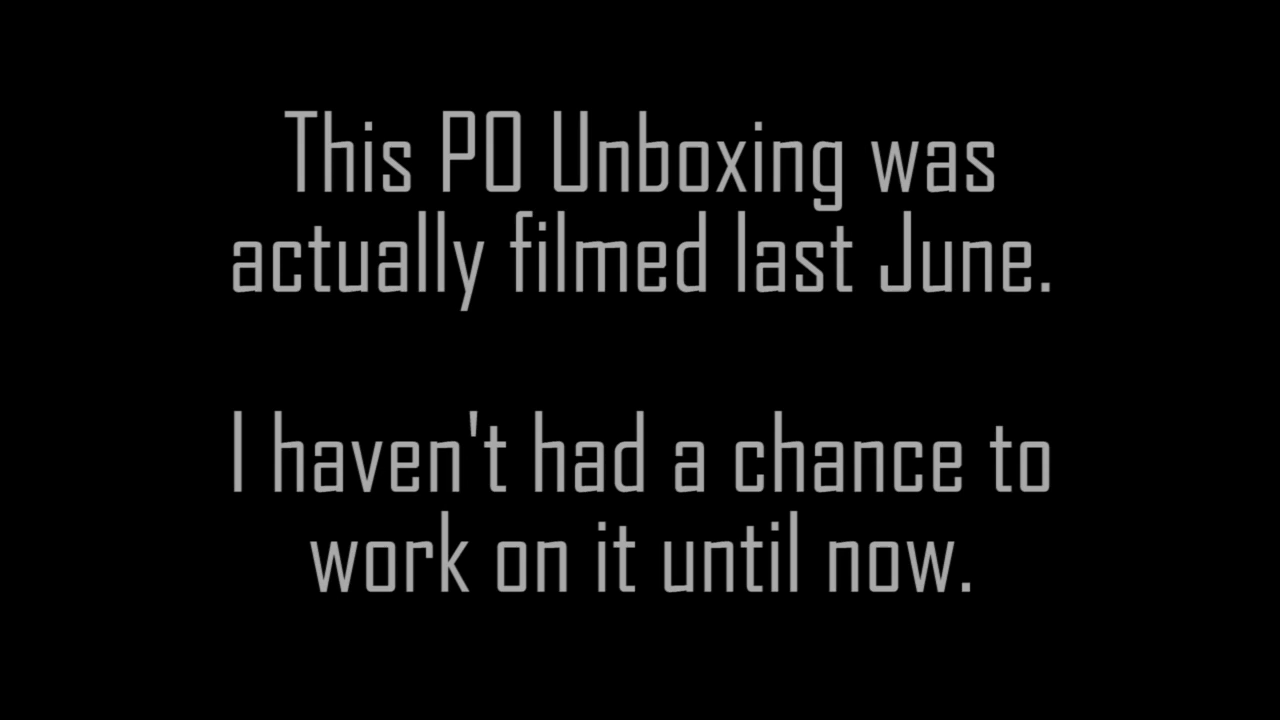 This PO Unboxing was
actually filmed last June.
I haven't had a chance to
work on it until now.